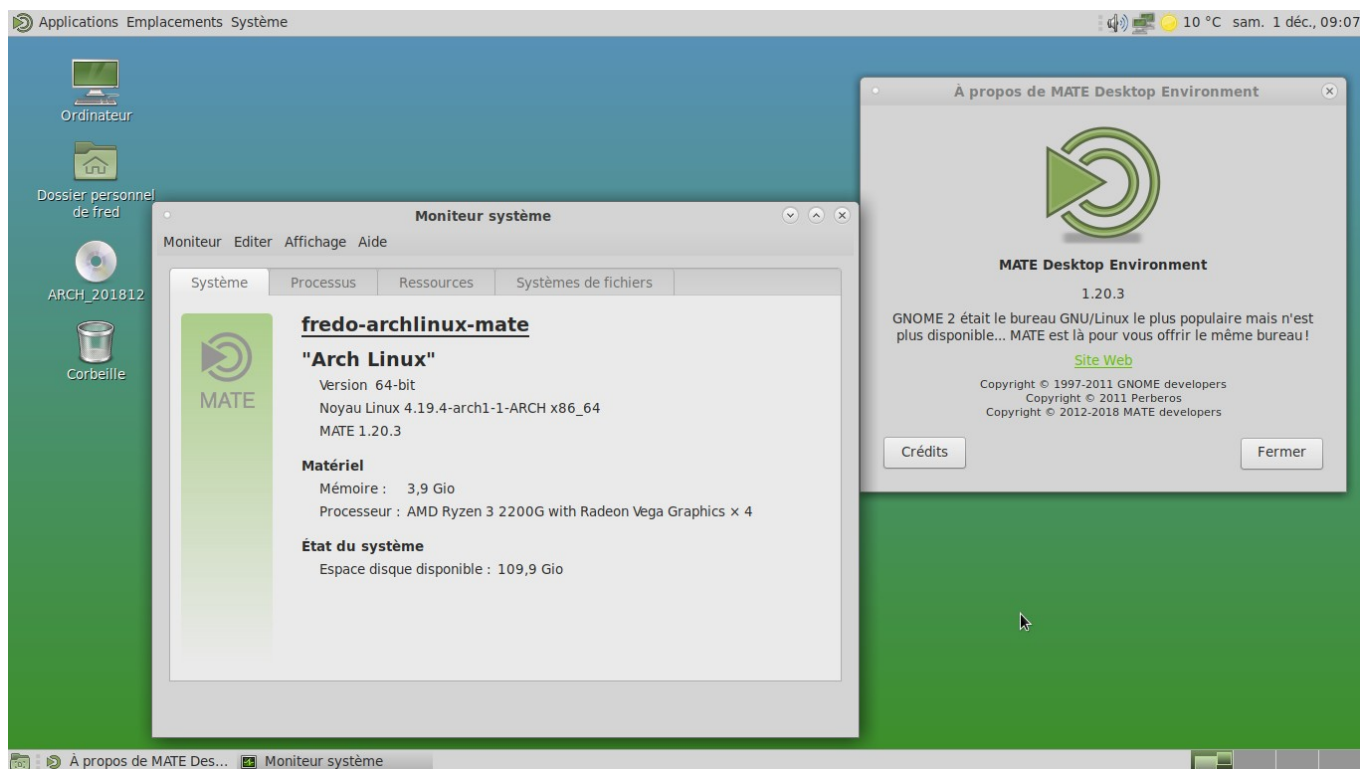 Applications Emplacements Système
10 °C sam. 1 déc., 09:07
Ordinateur
Dossier personnel
de fred
ARCH_201812
Corbeille
Moniteur système
Moniteur Editer Affichage Aide
Système Processus Ressources Systèmes de fichiers
MATE
fredo-archlinux-mate
"Arch Linux"
Version 64-bit
Noyau Linux 4.19.4-arch1-1-ARCH x86_64
MATE 1.20.3
Matériel
Mémoire : 3,9 Gio
Processeur : AMD Ryzen 3 2200G with Radeon Vega Graphics × 4
État du système
Espace disque disponible : 109,9 Gio
À propos de MATE Desktop Environment
MATE Desktop Environment
1.20.3
GNOME 2 était le bureau GNU/Linux le plus populaire mais n'est
plus disponible... MATE est là pour vous offrir le même bureau !
Site Web
Copyright © 1997-2011 GNOME developers
Copyright © 2011 Perberos
Copyright © 2012-2018 MATE developers
Crédits
Fermer
À propos de MATE Des... Moniteur système